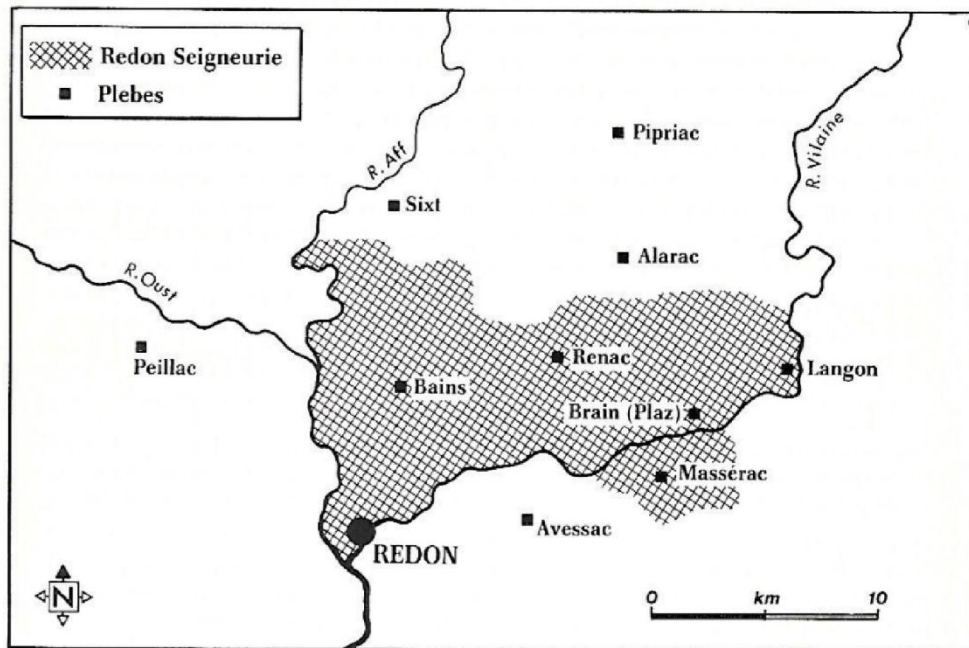 Redon Seigneurie
Plebes
R. Aff
R. Vilaine
Pipriac
Sixt
Alarac
R. Oust
Peillac
Renac
Langon
Bains
Brain (Plaz)
Massérac
Avessac
REDON
N
km
0 10